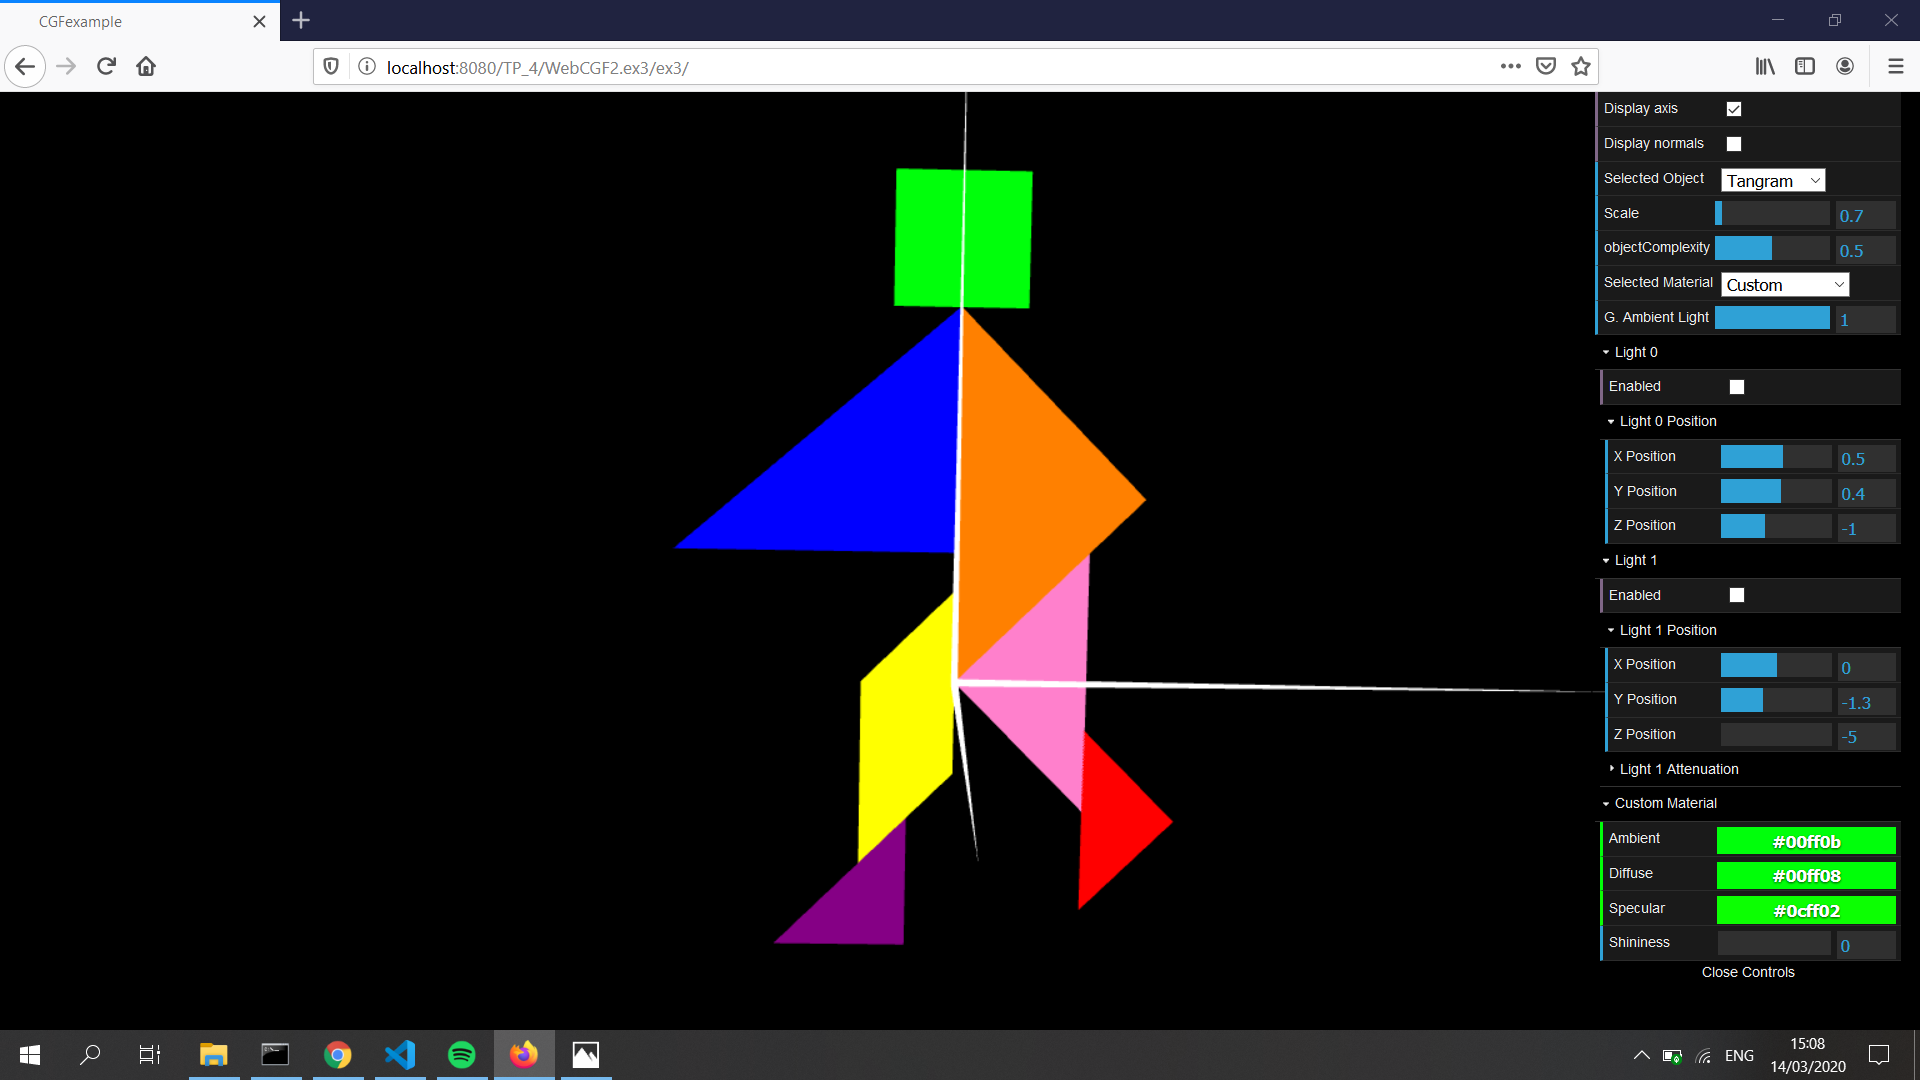 CGFexample
localhost:8080/TP_4/WebCGF2.ex3/ex3/
Display axis
Display normals
Selected Object Tangram
Scale 0.7
objectComplexity 0.5
Selected Material Custom
G. Ambient Light 1
Light 0
Enabled
Light 0 Position
X Position 0.5
Y Position 0.4
Z Position -1
Light 1
Enabled
Light 1 Position
X Position 0
Y Position -1.3
Z Position -5
Light 1 Attenuation
Custom Material
Ambient #00ff0b
Diffuse #00ff08
Specular #0cff02
Shininess 0
Close Controls
ENG
15:08
14/03/2020